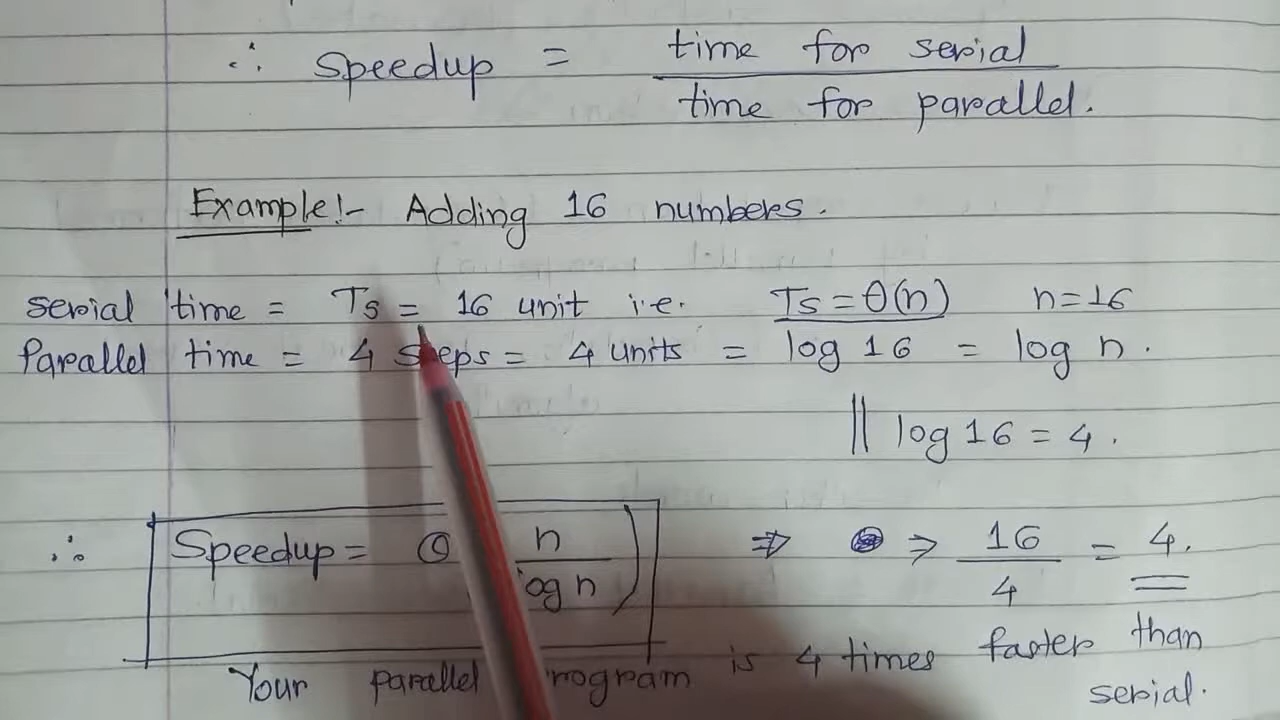 ∴ Speedup = time for serial
time for parallel.
Example:- Adding 16 numbers.
serial time = Ts = 16 unit i.e. Ts = θ(n) n=16
Parallel time = 4 steps = 4 units = log 16 = log n.
|| log 16 = 4.
∴ Speedup = Θ n / log n) ⇒ ⇒ 16 / 4 = 4.
Your parallel program is 4 times faster than
serial.